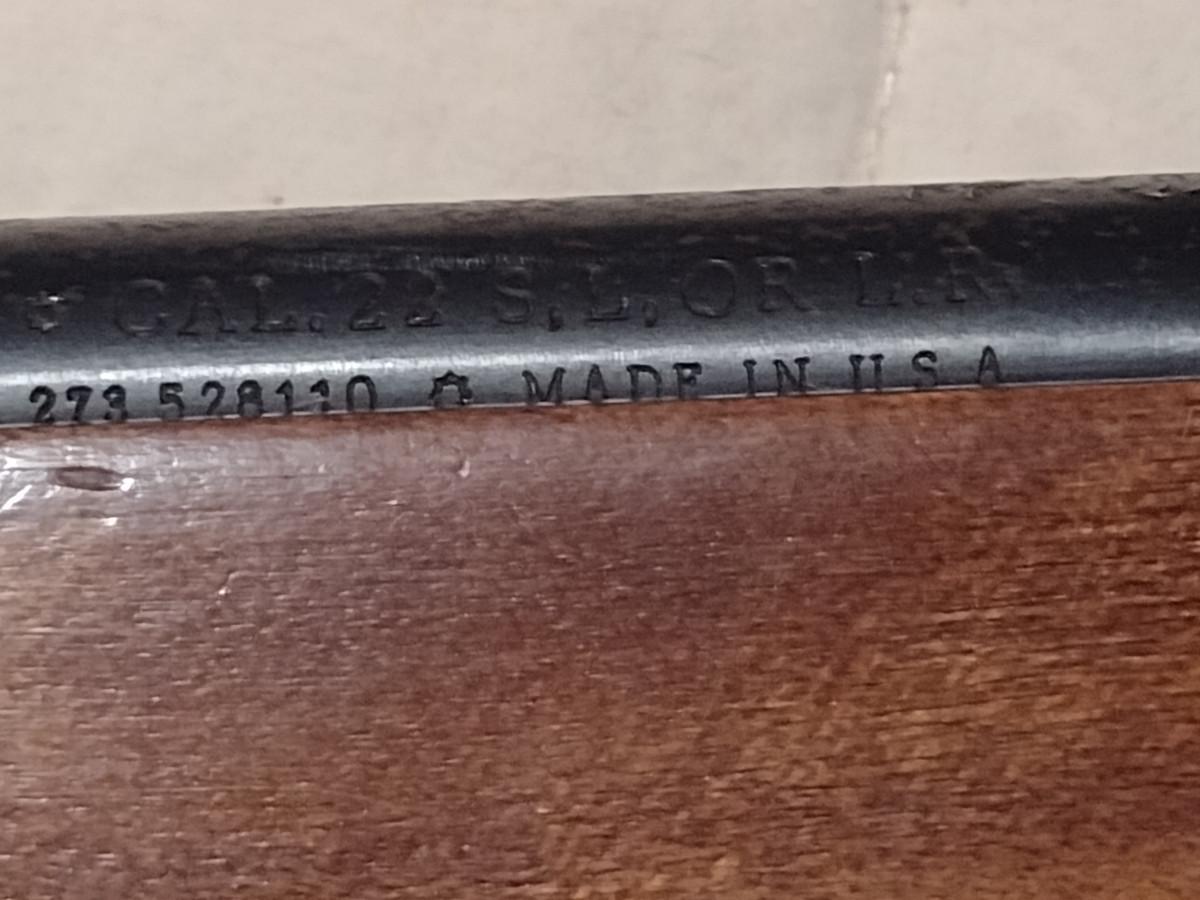 ☆ CAL. 22 S, L, OR L.R.
273 528110 ✩ MADE IN U S A